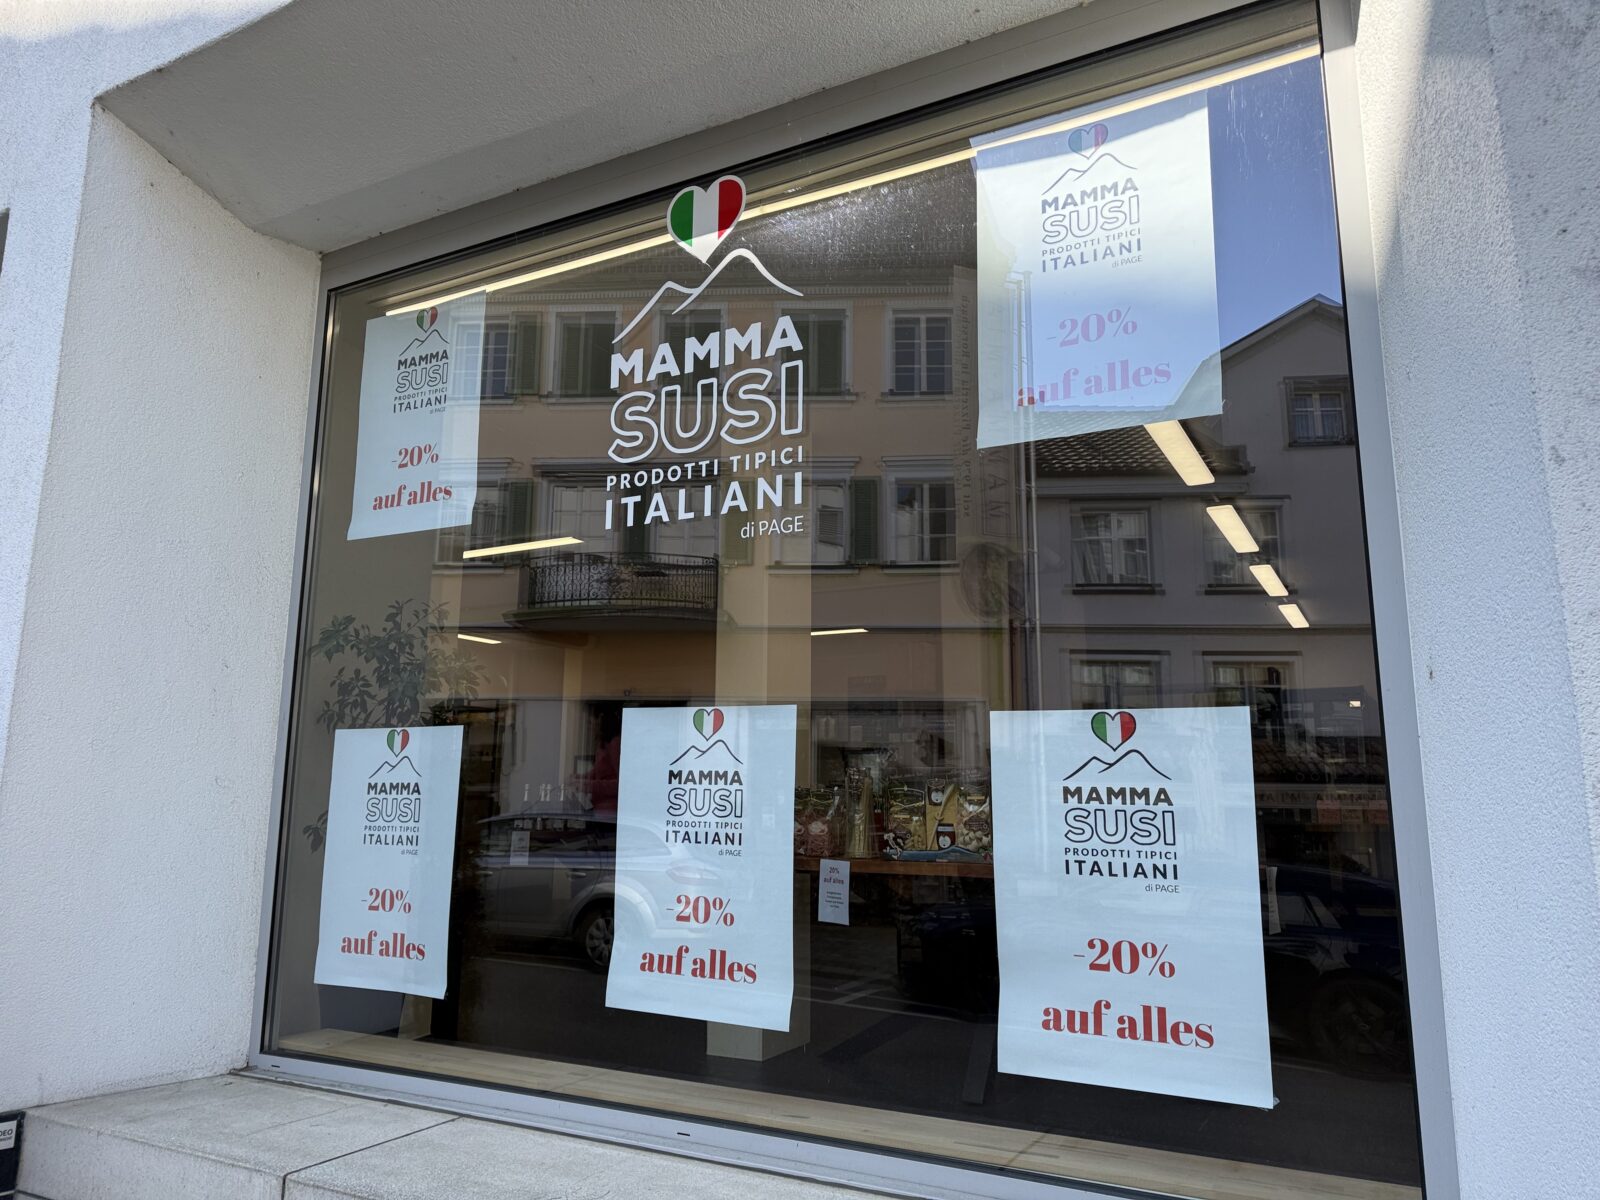 MAMMA
SUSI
PRODOTTI TIPICI
ITALIANI
di PAGE
MAMMA
SUSI
PRODOTTI TIPICI
ITALIANI
di PAGE
-20%
auf alles
MAMMA
SUSI
PRODOTTI TIPICI
ITALIANI
di PAGE
-20%
auf alles
MAMMA
SUSI
PRODOTTI TIPICI
ITALIANI
di PAGE
-20%
auf alles
MAMMA
SUSI
PRODOTTI TIPICI
ITALIANI
di PAGE
-20%
auf alles
20%
auf alles
MAMMA
SUSI
PRODOTTI TIPICI
ITALIANI
di PAGE
-20%
auf alles